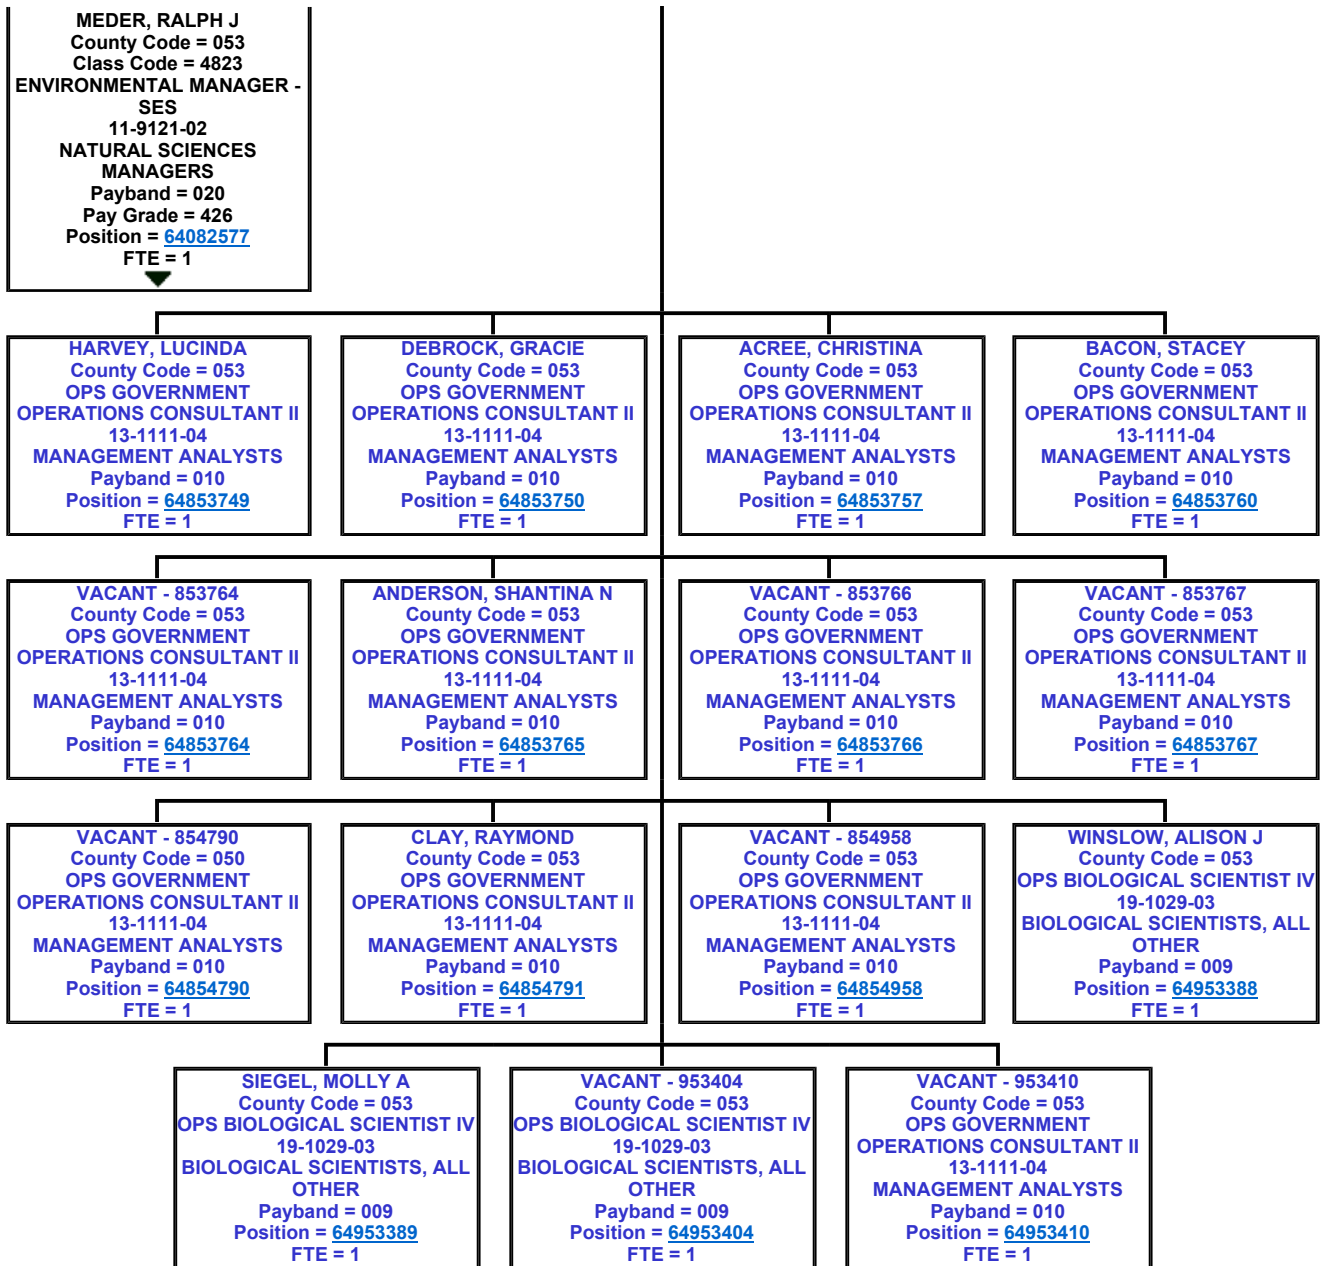 MEDER, RALPH J
County Code = 053
Class Code = 4823
ENVIRONMENTAL MANAGER -
SES
11-9121-02
NATURAL SCIENCES
MANAGERS
Payband = 020
Pay Grade = 426
Position = 64082577
FTE = 1
HARVEY, LUCINDA
County Code = 053
OPS GOVERNMENT
OPERATIONS CONSULTANT II
13-1111-04
MANAGEMENT ANALYSTS
Payband = 010
Position = 64853749
FTE = 1
DEBROCK, GRACIE
County Code = 053
OPS GOVERNMENT
OPERATIONS CONSULTANT II
13-1111-04
MANAGEMENT ANALYSTS
Payband = 010
Position = 64853750
FTE = 1
ACREE, CHRISTINA
County Code = 053
OPS GOVERNMENT
OPERATIONS CONSULTANT II
13-1111-04
MANAGEMENT ANALYSTS
Payband = 010
Position = 64853757
FTE = 1
BACON, STACEY
County Code = 053
OPS GOVERNMENT
OPERATIONS CONSULTANT II
13-1111-04
MANAGEMENT ANALYSTS
Payband = 010
Position = 64853760
FTE = 1
VACANT - 853764
County Code = 053
OPS GOVERNMENT
OPERATIONS CONSULTANT II
13-1111-04
MANAGEMENT ANALYSTS
Payband = 010
Position = 64853764
FTE = 1
ANDERSON, SHANTINA N
County Code = 053
OPS GOVERNMENT
OPERATIONS CONSULTANT II
13-1111-04
MANAGEMENT ANALYSTS
Payband = 010
Position = 64853765
FTE = 1
VACANT - 853766
County Code = 053
OPS GOVERNMENT
OPERATIONS CONSULTANT II
13-1111-04
MANAGEMENT ANALYSTS
Payband = 010
Position = 64853766
FTE = 1
VACANT - 853767
County Code = 053
OPS GOVERNMENT
OPERATIONS CONSULTANT II
13-1111-04
MANAGEMENT ANALYSTS
Payband = 010
Position = 64853767
FTE = 1
VACANT - 854790
County Code = 050
OPS GOVERNMENT
OPERATIONS CONSULTANT II
13-1111-04
MANAGEMENT ANALYSTS
Payband = 010
Position = 64854790
FTE = 1
CLAY, RAYMOND
County Code = 053
OPS GOVERNMENT
OPERATIONS CONSULTANT II
13-1111-04
MANAGEMENT ANALYSTS
Payband = 010
Position = 64854791
FTE = 1
VACANT - 854958
County Code = 053
OPS GOVERNMENT
OPERATIONS CONSULTANT II
13-1111-04
MANAGEMENT ANALYSTS
Payband = 010
Position = 64854958
FTE = 1
WINSLOW, ALISON J
County Code = 053
OPS BIOLOGICAL SCIENTIST IV
19-1029-03
BIOLOGICAL SCIENTISTS, ALL
OTHER
Payband = 009
Position = 64953388
FTE = 1
SIEGEL, MOLLY A
County Code = 053
OPS BIOLOGICAL SCIENTIST IV
19-1029-03
BIOLOGICAL SCIENTISTS, ALL
OTHER
Payband = 009
Position = 64953389
FTE = 1
VACANT - 953404
County Code = 053
OPS BIOLOGICAL SCIENTIST IV
19-1029-03
BIOLOGICAL SCIENTISTS, ALL
OTHER
Payband = 009
Position = 64953404
FTE = 1
VACANT - 953410
County Code = 053
OPS GOVERNMENT
OPERATIONS CONSULTANT II
13-1111-04
MANAGEMENT ANALYSTS
Payband = 010
Position = 64953410
FTE = 1